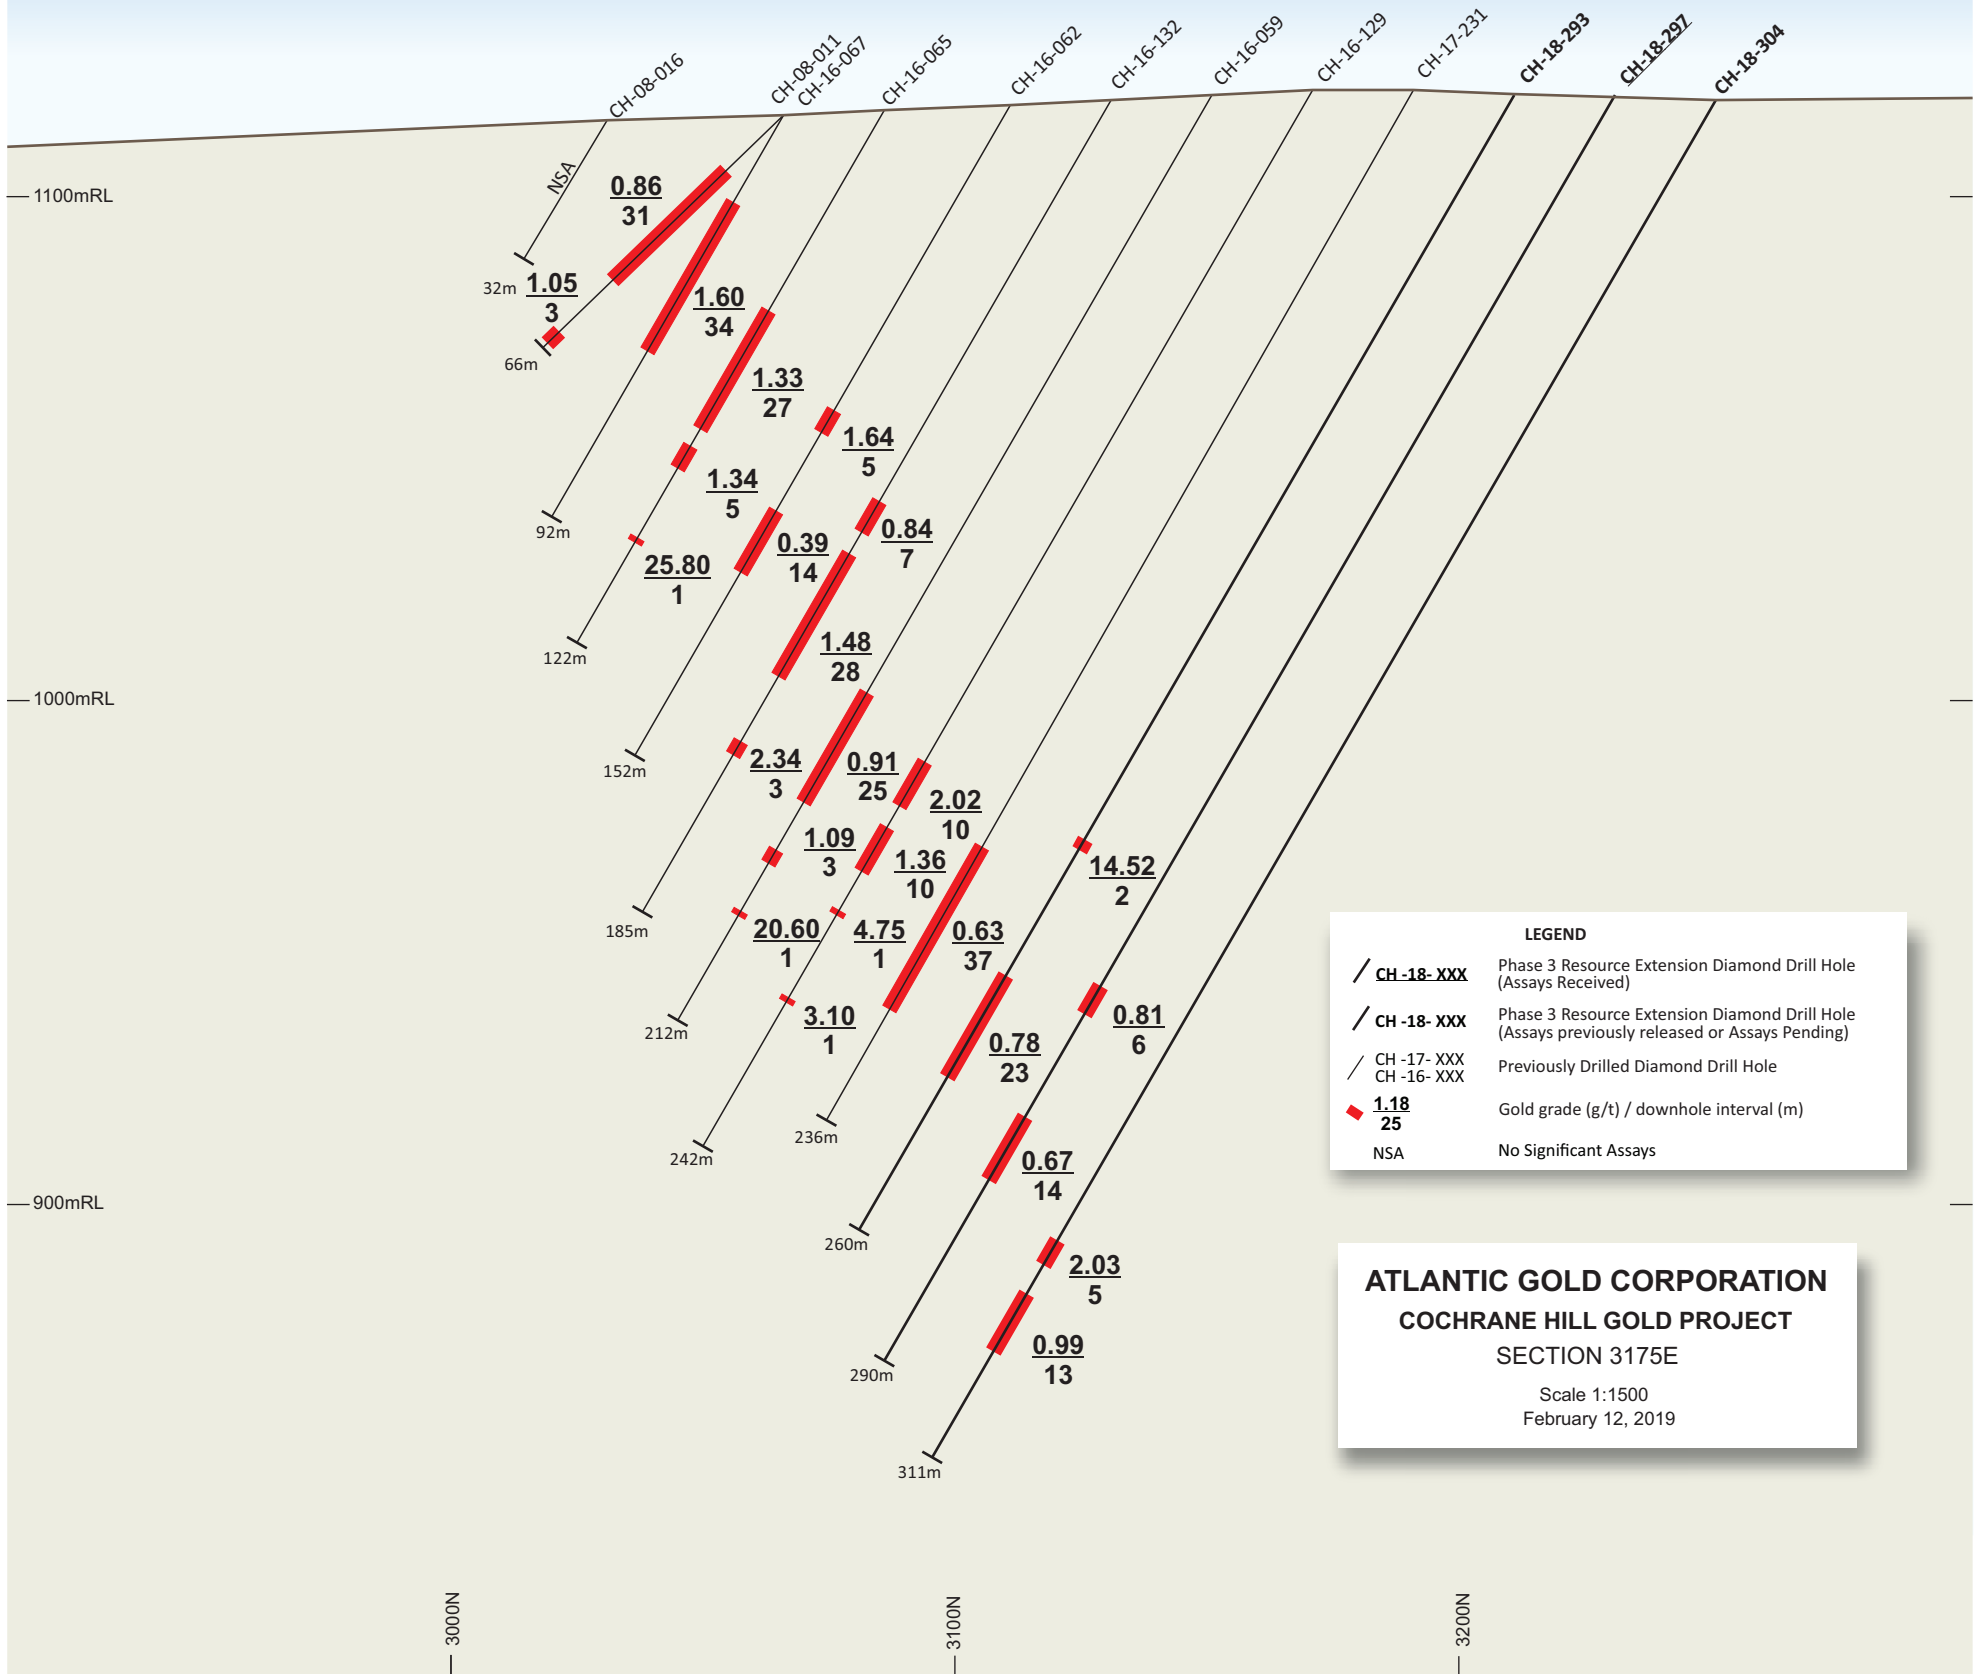 CH-08-016
CH-08-011
CH-16-067
CH-16-065
CH-16-062
CH-16-132
CH-16-059
CH-16-129
CH-17-231
CH-18-293
CH-18-297
CH-18-304
1100mRL
NSA
0.86
31
32m
1.05
3
66m
1.60
34
1.33
27
1.64
5
1.34
5
92m
25.80
1
0.39
14
0.84
7
122m
1.48
28
1000mRL
152m
2.34
3
0.91
25
2.02
10
1.09
3
1.36
10
14.52
2
185m
20.60
1
4.75
1
0.63
37
212m
3.10
1
0.78
23
0.81
6
242m
236m
0.67
14
900mRL
260m
2.03
5
290m
0.99
13
311m
LEGEND
CH -18- XXX
Phase 3 Resource Extension Diamond Drill Hole
(Assays Received)
CH -18- XXX
Phase 3 Resource Extension Diamond Drill Hole
(Assays previously released or Assays Pending)
CH -17- XXX
CH -16- XXX
Previously Drilled Diamond Drill Hole
1.18
25
Gold grade (g/t) / downhole interval (m)
NSA
No Significant Assays
ATLANTIC GOLD CORPORATION
COCHRANE HILL GOLD PROJECT
SECTION 3175E
Scale 1:1500
February 12, 2019
3000N
3100N
3200N